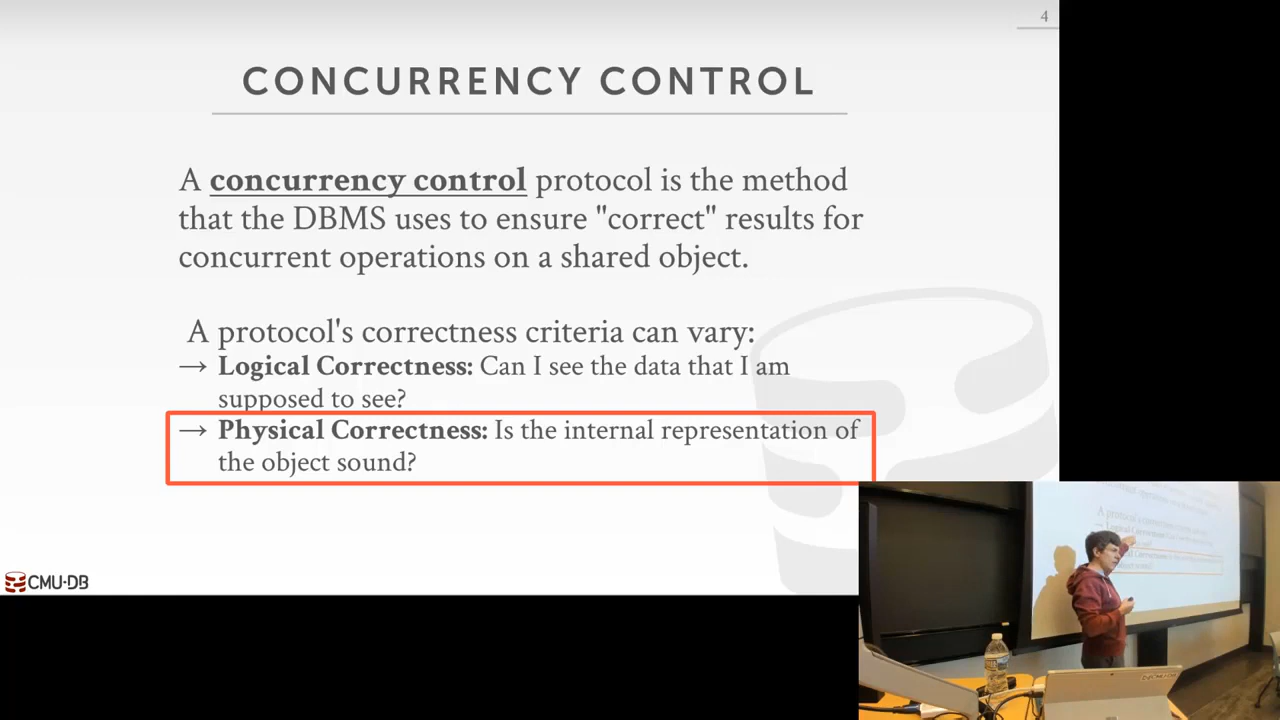 4
CONCURRENCY CONTROL
A concurrency control protocol is the method
that the DBMS uses to ensure "correct" results for
concurrent operations on a shared object.
A protocol's correctness criteria can vary:
→ Logical Correctness: Can I see the data that I am
supposed to see?
→ Physical Correctness: Is the internal representation of
the object sound?
CMU·DB